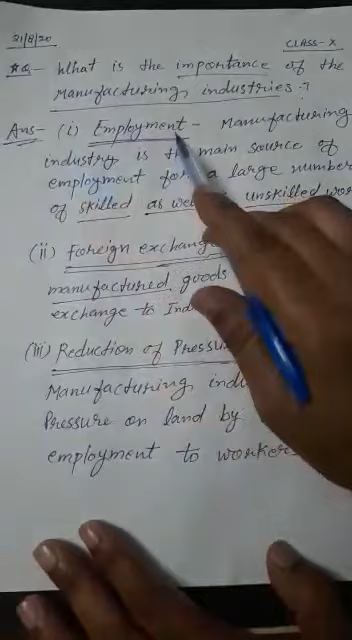 21/8/20
CLASS-X
*Q- What is the importance of the
Manufacturing industries?
Ans- (i) Employment - Manufacturing
industry is the main source of
employment for a large number
of skilled as well unskilled
(ii) Foreign exchange
manufactured goods
exchange to
(iii) Reduction of
Manufacturing
Pressure on land by
employment to workers